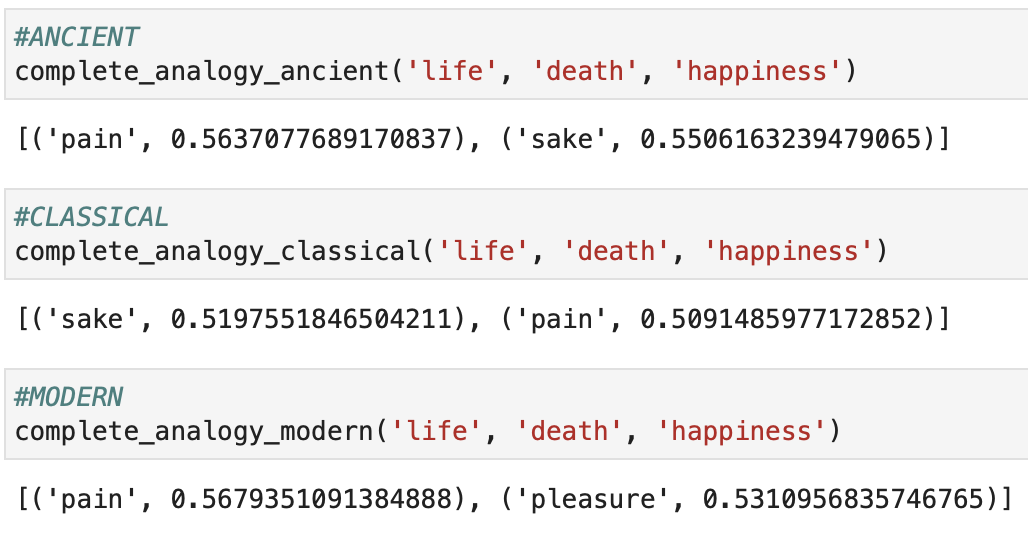 #ANCIENT
complete_analogy_ancient('life', 'death', 'happiness')
[('pain', 0.5637077689170837), ('sake', 0.5506163239479065)]
#CLASSICAL
complete_analogy_classical('life', 'death', 'happiness')
[('sake', 0.5197551846504211), ('pain', 0.5091485977172852)]
#MODERN
complete_analogy_modern('life', 'death', 'happiness')
[('pain', 0.5679351091384888), ('pleasure', 0.5310956835746765)]